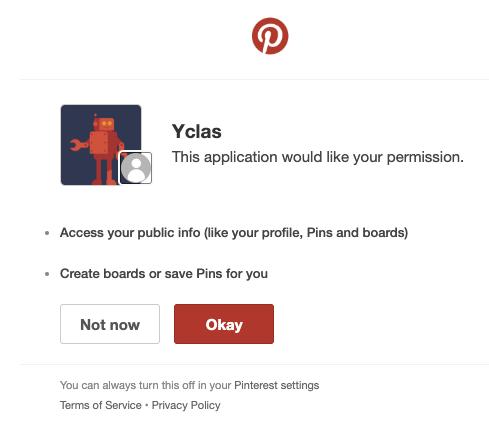 Yclas
This application would like your permission.
Access your public info (like your profile, Pins and boards)
Create boards or save Pins for you
Not now
Okay
You can always turn this off in your Pinterest settings
Terms of Service • Privacy Policy